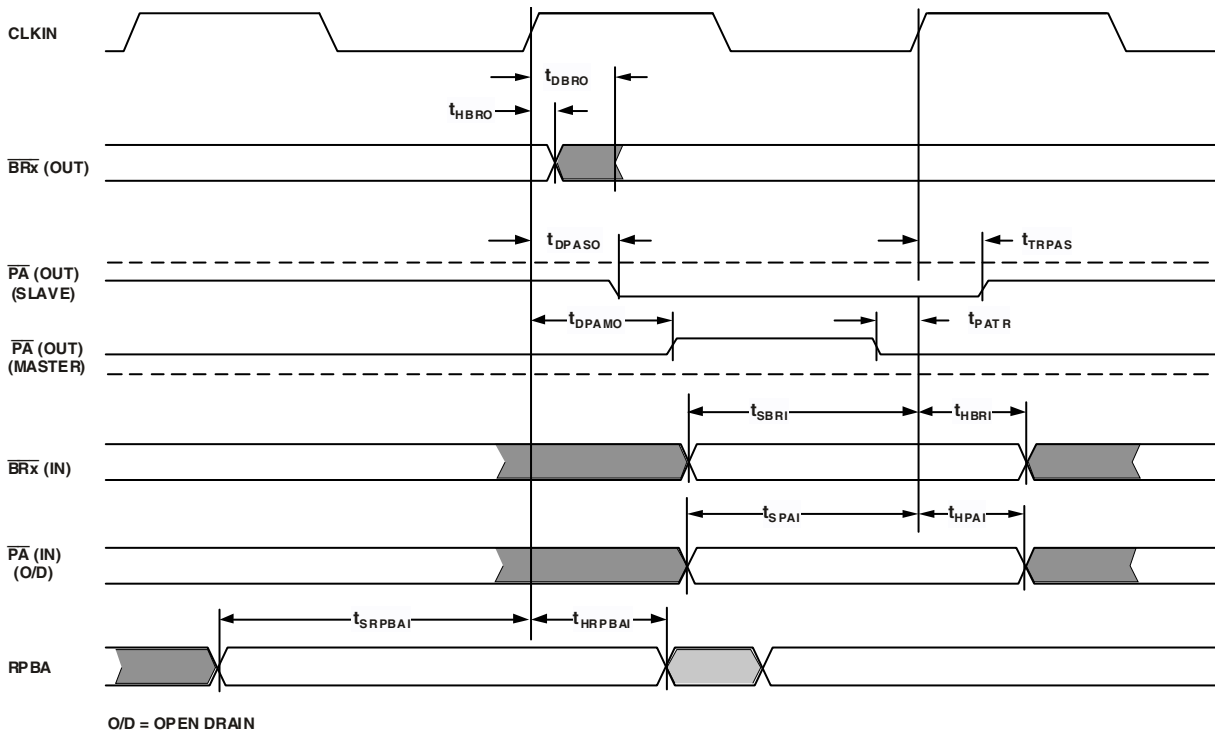 CLKIN
tDBRO
tHBRO
BRx (OUT)
tDPASO
tTRPAS
PA (OUT)
(SLAVE)
tDPAMO
tPATR
PA (OUT)
(MASTER)
tSBRI
tHBRI
BRx (IN)
tSPAI
tHPAI
PA (IN)
(O/D)
tSRPBAI
tHRPBAI
RPBA
O/D = OPEN DRAIN